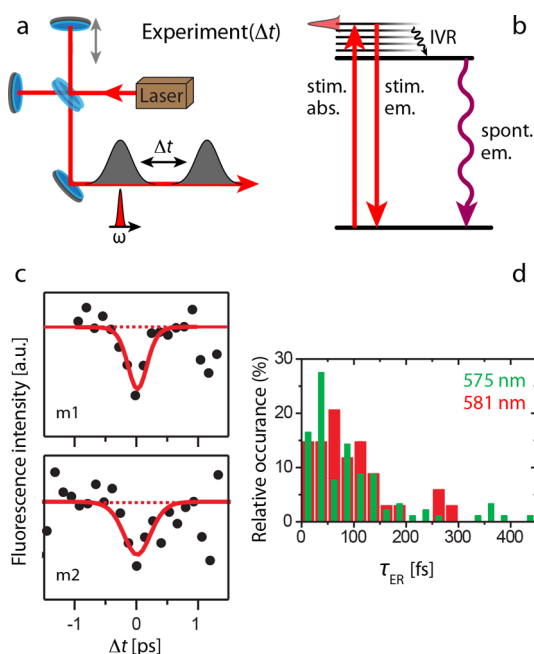 a
Experiment(Δt)
Laser
Δt
ω
b
IVR
stim.
abs.
stim.
em.
spont.
em.
c
Fluorescence intensity [a.u.]
m1
m2
-1 0 1
Δt [ps]
d
Relative occurance (%)
30
20
10
0
575 nm
581 nm
0 100 200 300 400
τER [fs]